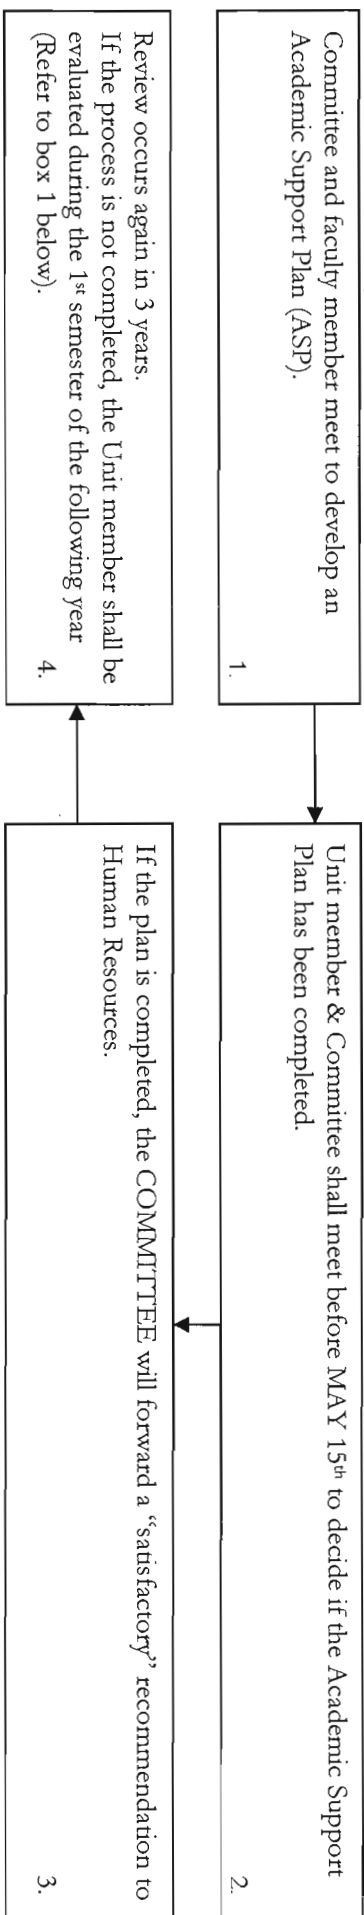 Committee and faculty member meet to develop an
Academic Support Plan (ASP).
1.
Unit member & Committee shall meet before MAY 15th to decide if the Academic Support
Plan has been completed.
2.
If the plan is completed, the COMMITTEE will forward a “satisfactory” recommendation to
Human Resources.
3.
Review occurs again in 3 years.
If the process is not completed, the Unit member shall be
evaluated during the 1st semester of the following year
(Refer to box 1 below).
4.